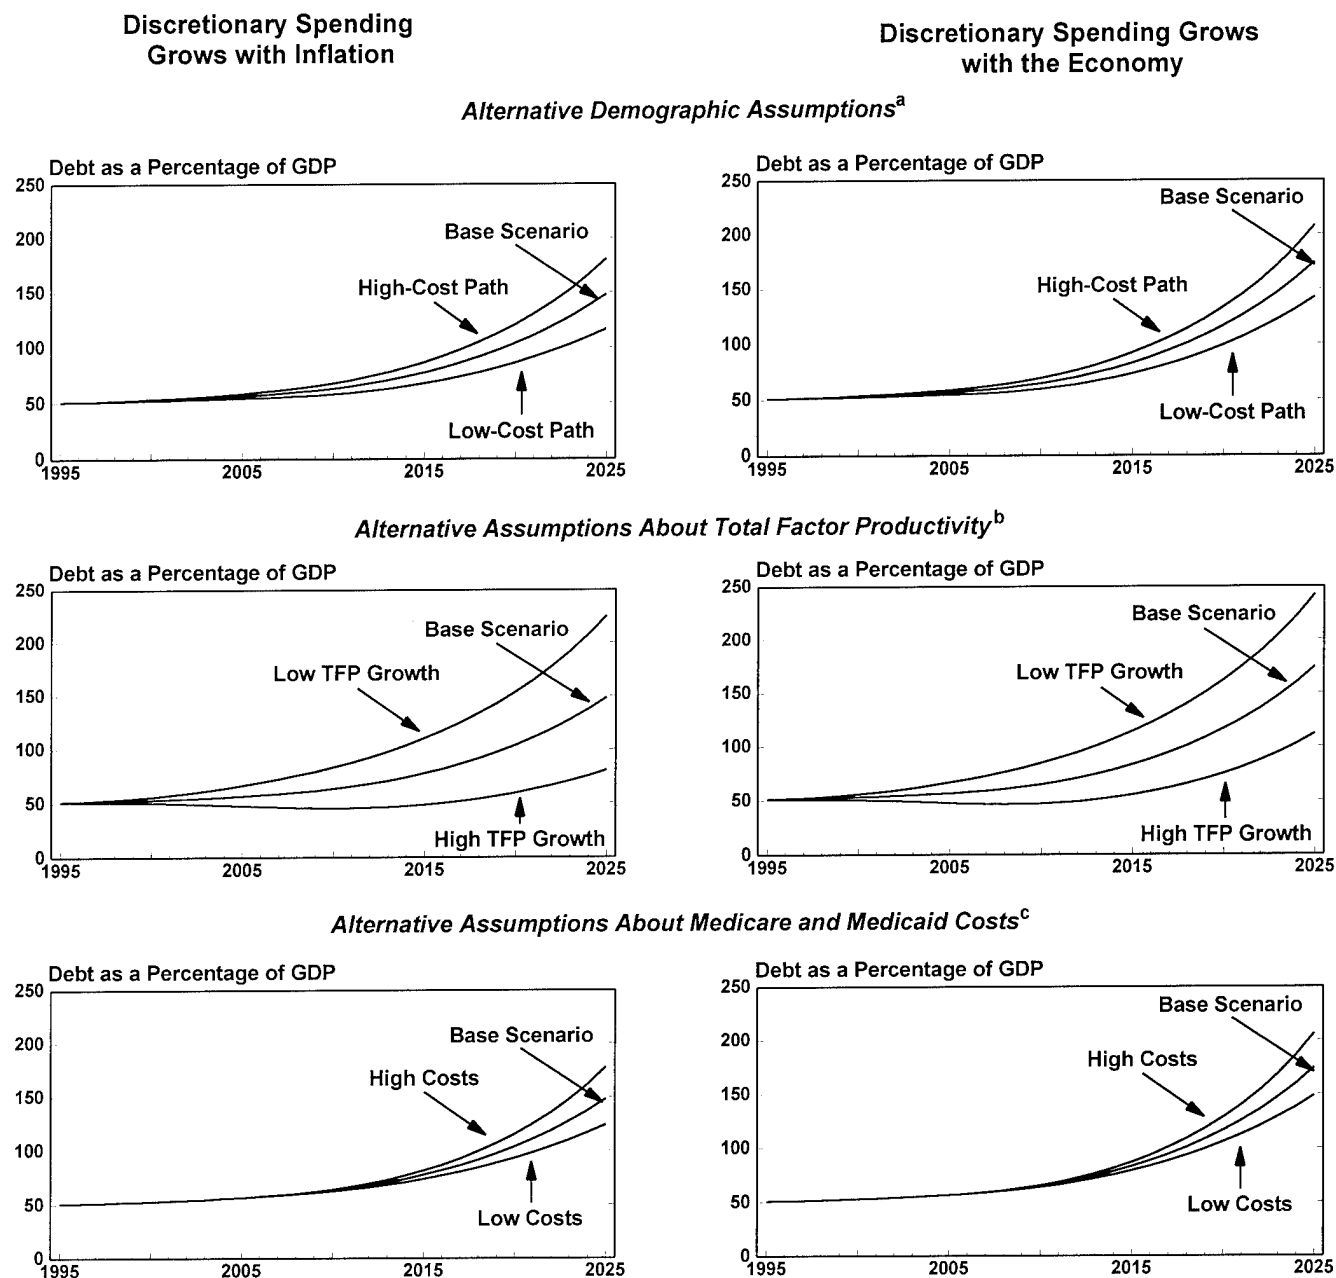 Discretionary Spending
Grows with Inflation
Discretionary Spending Grows
with the Economy
Alternative Demographic Assumptionsa
Debt as a Percentage of GDP
250
200
150
100
50
0
Base Scenario
High-Cost Path
Low-Cost Path
1995 2005 2015 2025
Debt as a Percentage of GDP
250
200
150
100
50
0
Base Scenario
High-Cost Path
Low-Cost Path
1995 2005 2015 2025
Alternative Assumptions About Total Factor Productivityb
Debt as a Percentage of GDP
250
200
150
100
50
0
Base Scenario
Low TFP Growth
High TFP Growth
1995 2005 2015 2025
Debt as a Percentage of GDP
250
200
150
100
50
0
Base Scenario
Low TFP Growth
High TFP Growth
1995 2005 2015 2025
Alternative Assumptions About Medicare and Medicaid Costsc
Debt as a Percentage of GDP
250
200
150
100
50
0
Base Scenario
High Costs
Low Costs
1995 2005 2015 2025
Debt as a Percentage of GDP
250
200
150
100
50
0
Base Scenario
High Costs
Low Costs
1995 2005 2015 2025